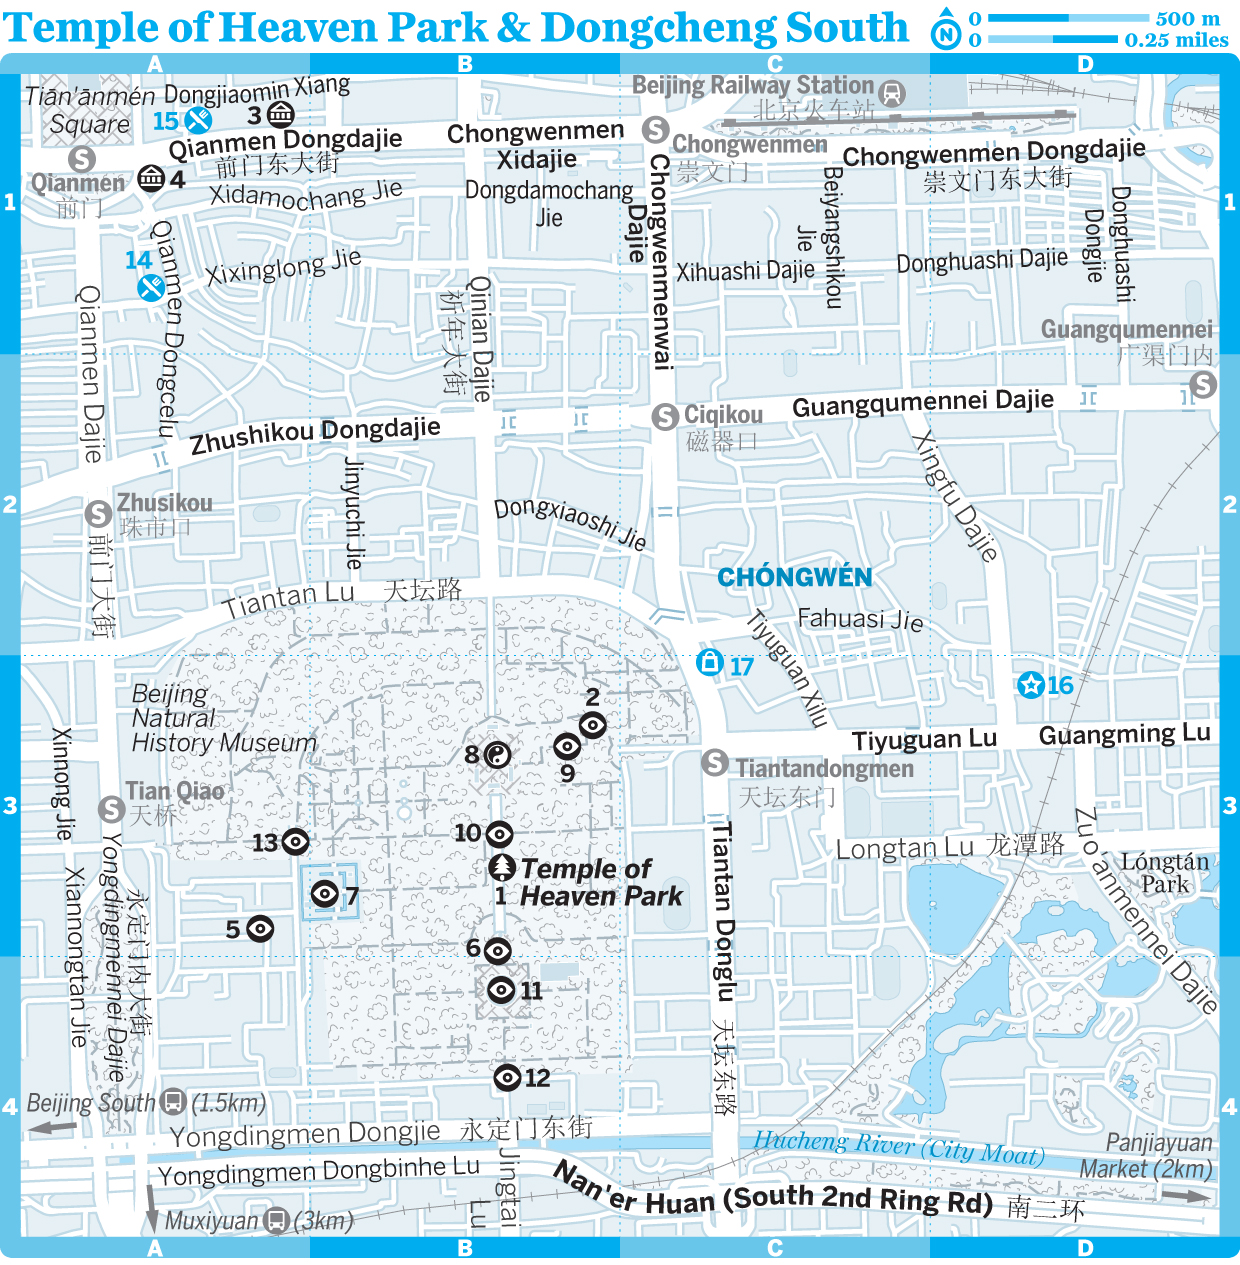 Temple of Heaven Park & Dongcheng South
N
0 500 m
0 0.25 miles
A
B
C
D
Tiān'ānmén
Square
Dongjiaomin Xiang
15
3
Qianmen Dongdajie
前门东大街
Chongwenmen
Xidajie
Beijing Railway Station
北京火车站
S
Chongwenmen
崇文门
Chongwenmen Dongdajie
崇文门东大街
S
Qianmen
前门
4
Xidamochang Jie
Dongdamochang
Jie
Chongwenmenwai
Dajie
Beiyangshikou
Jie
Donghuashi
Dongjie
1
1
14
Qianmen Dongcelu
Xixinglong Jie
Xihuashi Dajie
Donghuashi Dajie
Qianmen Dajie
Qinian Dajie
祈年大街
Guangqumennei
广渠门内
S
Zhushikou Dongdajie
S
Ciqikou
磁器口
Guangqumennei Dajie
Xingfu Dajie
2
2
S
Zhusikou
珠市口
Jinyuchi Jie
Dongxiaoshi Jie
前门大街
CHÓNGWÉN
Tiantan Lu 天坛路
Fahuasi Jie
Tiyuguan Xilu
17
16
Beijing
Natural
History Museum
2
8
9
Tiyuguan Lu
Guangming Lu
Xinnong Jie
S
Tian Qiao
天桥
S
Tiantandongmen
天坛东门
3
3
13
10
Longtan Lu 龙潭路
Zuo'anmennei Dajie
Lóngtán
Park
Temple of
Heaven Park
1
7
5
6
11
12
Xiannongtan Jie
Yongdingmennei Dajie
永定门内大街
Tiantan Donglu
天坛东路
4
4
Beijing South (1.5km)
Yongdingmen Dongjie 永定门东街
Hucheng River (City Moat)
Panjiayuan
Market (2km)
Yongdingmen Dongbinhe Lu
Jingtai
Lu
Nan'er Huan (South 2nd Ring Rd) 南二环
Muxiyuan (3km)
A
B
C
D